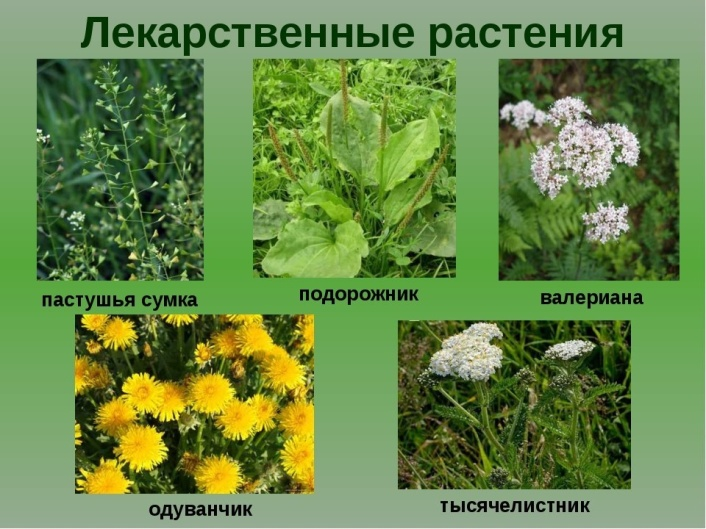 Лекарственные растения
пастушья сумка
подорожник
валериана
одуванчик
тысячелистник